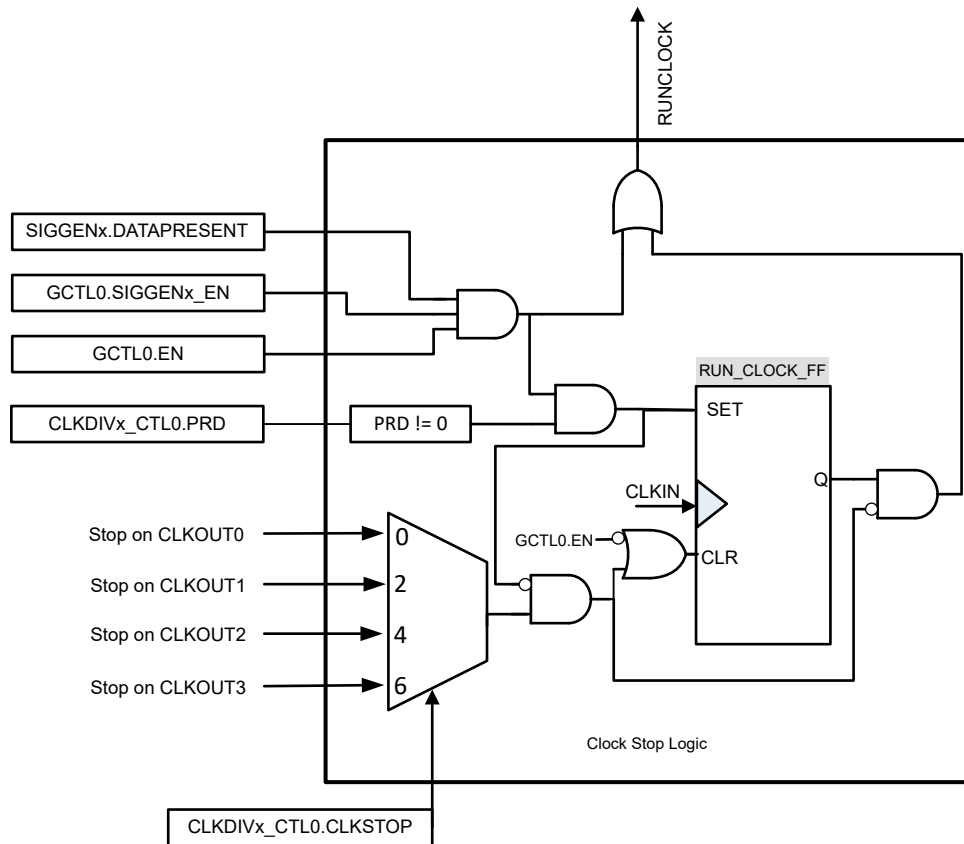 RUNCLOCK
SIGGENx.DATAPRESENT
GCTL0.SIGGENx_EN
GCTL0.EN
RUN_CLOCK_FF
CLKDIVx_CTL0.PRD
PRD != 0
SET
Q
CLKIN
Stop on CLKOUT0
0
GCTL0.EN
CLR
Stop on CLKOUT1
2
Stop on CLKOUT2
4
Stop on CLKOUT3
6
Clock Stop Logic
CLKDIVx_CTL0.CLKSTOP